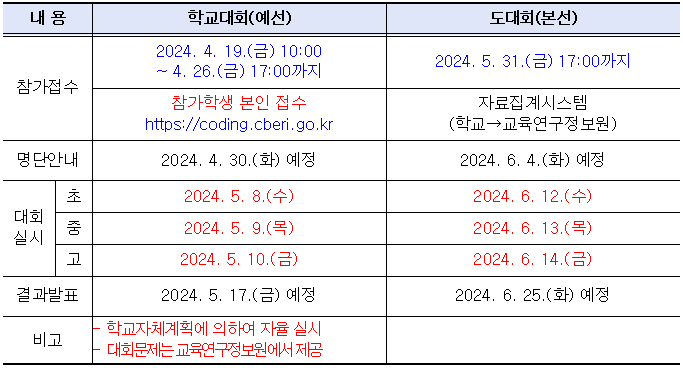 내 용 학교대회(예선) 도대회(본선)
참가접수
2024. 4. 19.(금) 10:00
~ 4. 26.(금) 17:00까지
2024. 5. 31.(금) 17:00까지
참가학생 본인 접수
https://coding.cberi.go.kr
자료집계시스템
(학교→교육연구정보원)
명단안내 2024. 4. 30.(화) 예정 2024. 6. 4.(화) 예정
대회
실시
초 2024. 5. 8.(수) 2024. 6. 12.(수)
중 2024. 5. 9.(목) 2024. 6. 13.(목)
고 2024. 5. 10.(금) 2024. 6. 14.(금)
결과발표 2024. 5. 17.(금) 예정 2024. 6. 25.(화) 예정
비고
- 학교자체계획에 의하여 자율 실시
- 대회문제는 교육연구정보원에서 제공